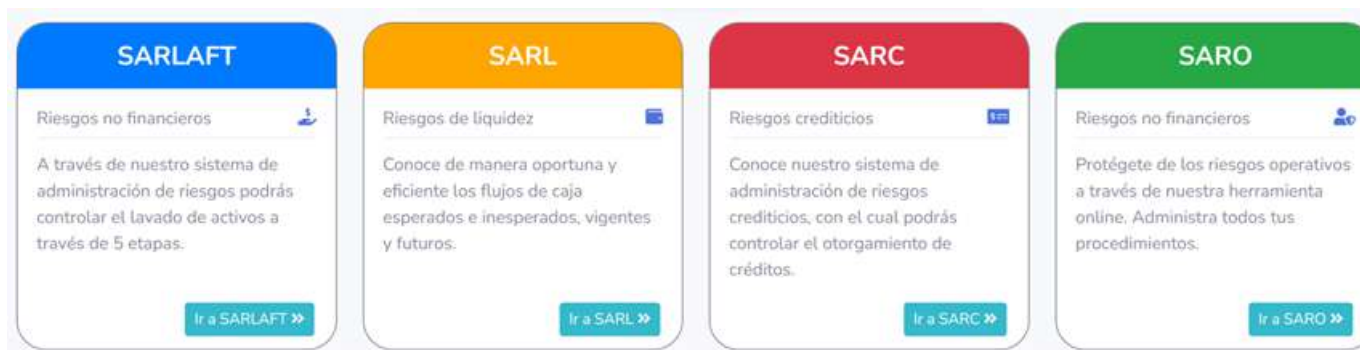 SARLAFT
Riesgos no financieros
A través de nuestro sistema de
administración de riesgos podrás
controlar el lavado de activos a
través de 5 etapas.
Ir a SARLAFT »
SARL
Riesgos de liquidez
Conoce de manera oportuna y
eficiente los flujos de caja
esperados e inesperados, vigentes
y futuros.
Ir a SARL »
SARC
Riesgos crediticios
Conoce nuestro sistema de
administración de riesgos
crediticios, con el cual podrás
controlar el otorgamiento de
créditos.
Ir a SARC »
SARO
Riesgos no financieros
Protégete de los riesgos operativos
a través de nuestra herramienta
online. Administra todos tus
procedimientos.
Ir a SARO »